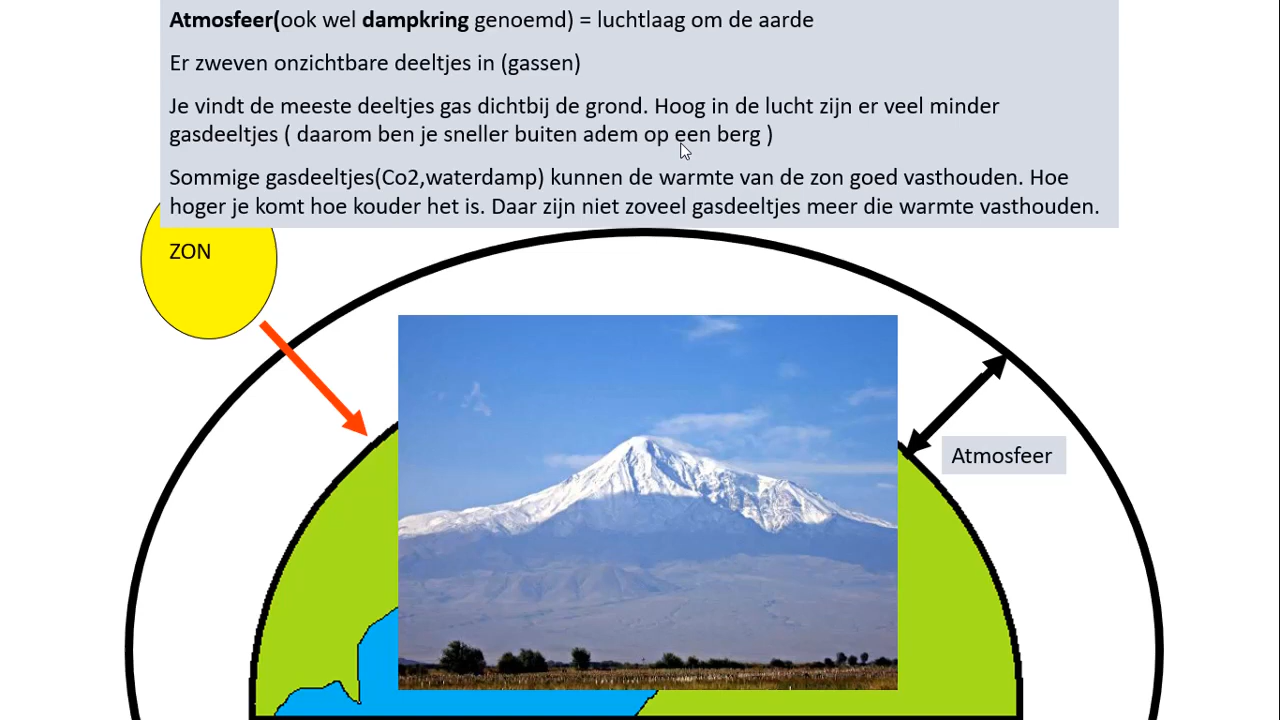 Atmosfeer(ook wel dampkring genoemd) = luchtlaag om de aarde
Er zweven onzichtbare deeltjes in (gassen)
Je vindt de meeste deeltjes gas dichtbij de grond. Hoog in de lucht zijn er veel minder
gasdeeltjes ( daarom ben je sneller buiten adem op een berg )
Sommige gasdeeltjes(Co2,waterdamp) kunnen de warmte van de zon goed vasthouden. Hoe
hoger je komt hoe kouder het is. Daar zijn niet zoveel gasdeeltjes meer die warmte vasthouden.
ZON
Atmosfeer